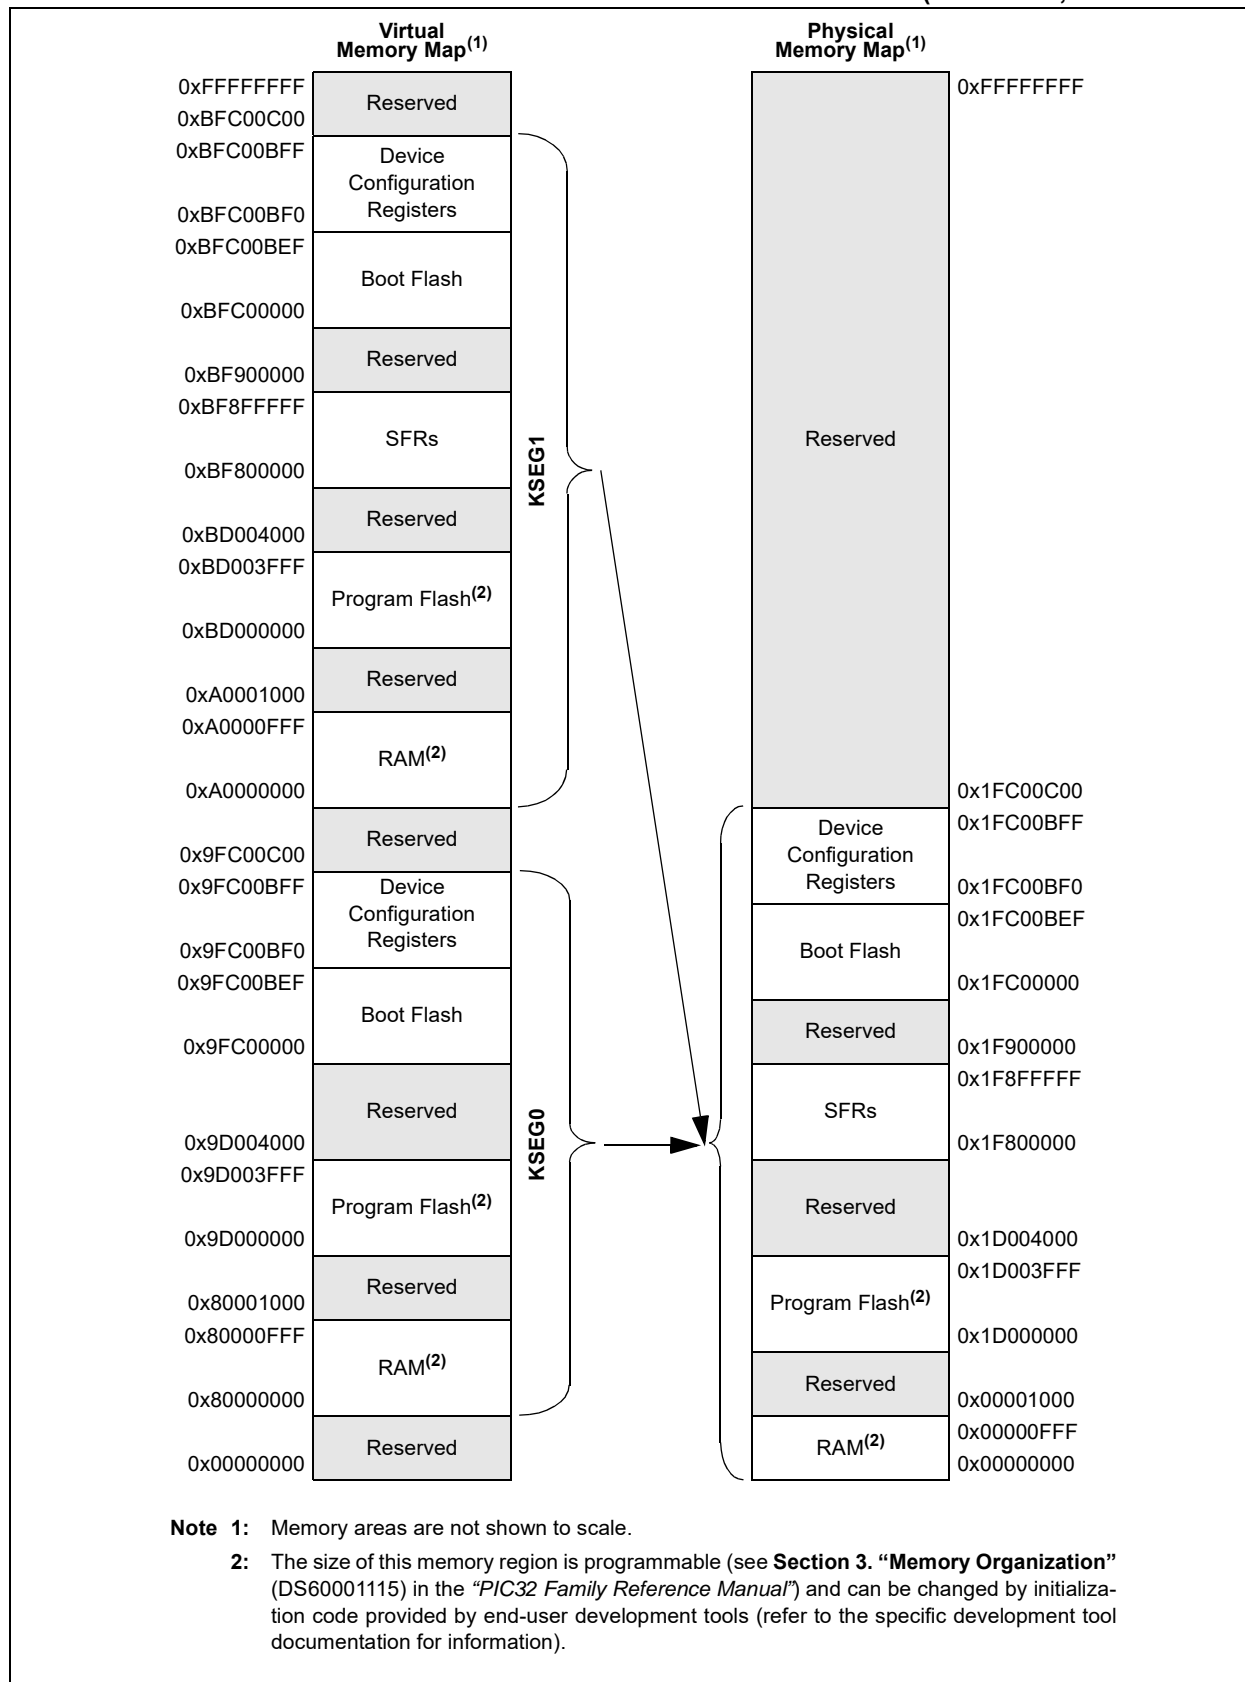 Virtual
Memory Map(1)
0xFFFFFFFF
Reserved
0xBFC00C00
0xBFC00BFF
Device
Configuration
Registers
0xBFC00BF0
0xBFC00BEF
Boot Flash
0xBFC00000
Reserved
0xBF900000
0xBF8FFFFF
SFRs
0xBF800000
Reserved
0xBD004000
0xBD003FFF
Program Flash(2)
0xBD000000
Reserved
0xA0001000
0xA0000FFF
RAM(2)
0xA0000000
KSEG1
Reserved
0x9FC00C00
0x9FC00BFF
Device
Configuration
Registers
0x9FC00BF0
0x9FC00BEF
Boot Flash
0x9FC00000
Reserved
0x9D004000
0x9D003FFF
Program Flash(2)
0x9D000000
Reserved
0x80001000
0x80000FFF
RAM(2)
0x80000000
KSEG0
Reserved
0x00000000
Physical
Memory Map(1)
0xFFFFFFFF
Reserved
0x1FC00C00
0x1FC00BFF
Device
Configuration
Registers
0x1FC00BF0
0x1FC00BEF
Boot Flash
0x1FC00000
Reserved
0x1F900000
0x1F8FFFFF
SFRs
0x1F800000
Reserved
0x1D004000
0x1D003FFF
Program Flash(2)
0x1D000000
Reserved
0x00001000
0x00000FFF
RAM(2)
0x00000000
Note 1: Memory areas are not shown to scale.
2: The size of this memory region is programmable (see Section 3. “Memory Organization”
(DS60001115) in the “PIC32 Family Reference Manual”) and can be changed by initializa-
tion code provided by end-user development tools (refer to the specific development tool
documentation for information).